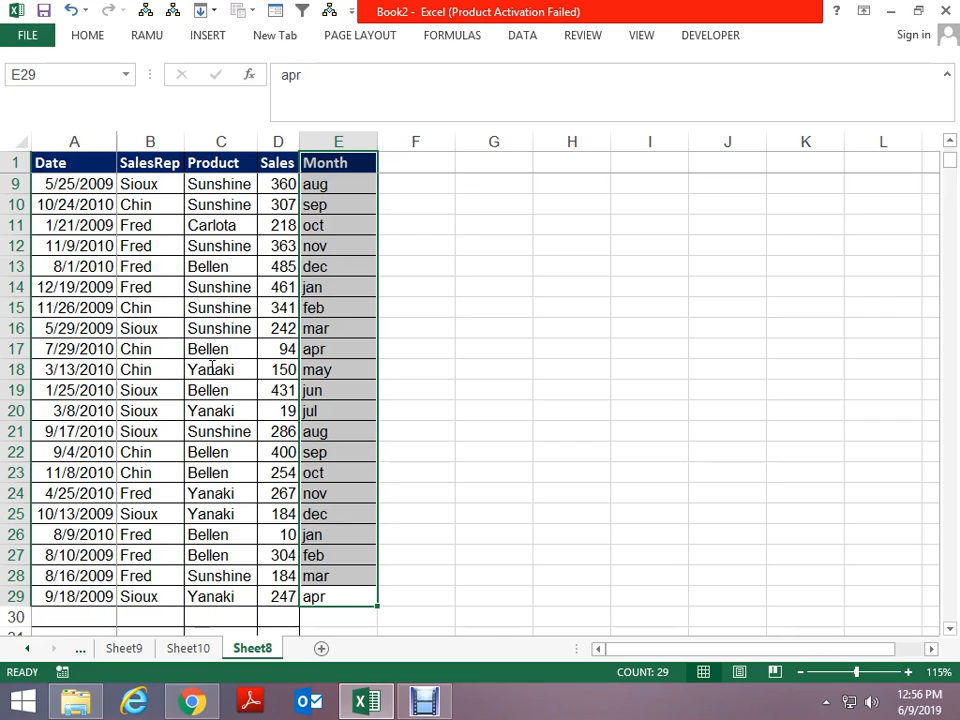 Book2 - Excel (Product Activation Failed)
FILE HOME RAMU INSERT New Tab PAGE LAYOUT FORMULAS DATA REVIEW VIEW DEVELOPER Sign in
E29 fx apr
A B C D E F G H I J K L
1 Date SalesRep Product Sales Month
9 5/25/2009 Sioux Sunshine 360 aug
10 10/24/2010 Chin Sunshine 307 sep
11 1/21/2009 Fred Carlota 218 oct
12 11/9/2010 Fred Sunshine 363 nov
13 8/1/2010 Fred Bellen 485 dec
14 12/19/2009 Fred Sunshine 461 jan
15 11/26/2009 Chin Sunshine 341 feb
16 5/29/2009 Sioux Sunshine 242 mar
17 7/29/2010 Chin Bellen 94 apr
18 3/13/2010 Chin Yanaki 150 may
19 1/25/2010 Sioux Bellen 431 jun
20 3/8/2010 Sioux Yanaki 19 jul
21 9/17/2010 Sioux Sunshine 286 aug
22 9/4/2010 Chin Bellen 400 sep
23 11/8/2010 Chin Bellen 254 oct
24 4/25/2010 Fred Yanaki 267 nov
25 10/13/2009 Sioux Yanaki 184 dec
26 8/9/2010 Fred Bellen 10 jan
27 8/10/2009 Fred Bellen 304 feb
28 8/16/2009 Fred Sunshine 184 mar
29 9/18/2009 Sioux Yanaki 247 apr
30
... Sheet9 Sheet10 Sheet8
READY COUNT: 29 115%
12:56 PM
6/9/2019